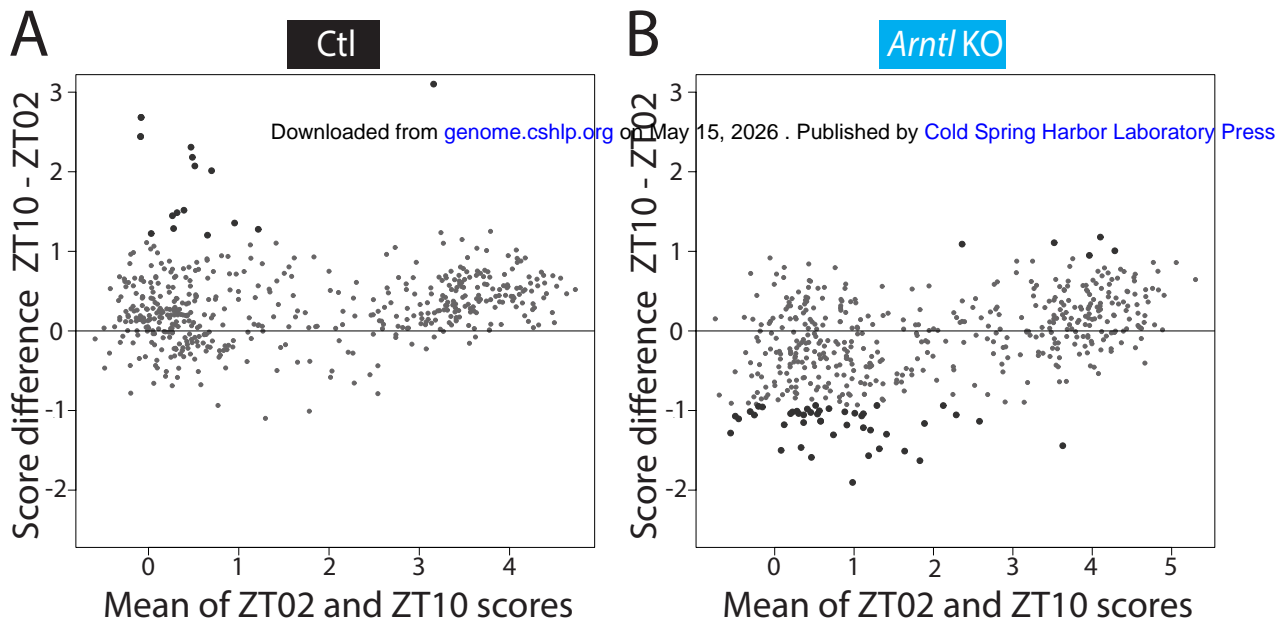 A
Ctl
B
Arntl KO
Score difference ZT10 - ZT02
3
2
1
0
-1
-2
0
1
2
3
4
Mean of ZT02 and ZT10 scores
Score difference ZT10 - ZT02
3
2
1
0
-1
-2
0
1
2
3
4
5
Mean of ZT02 and ZT10 scores
Downloaded from genome.cshlp.org on May 15, 2026 . Published by Cold Spring Harbor Laboratory Press